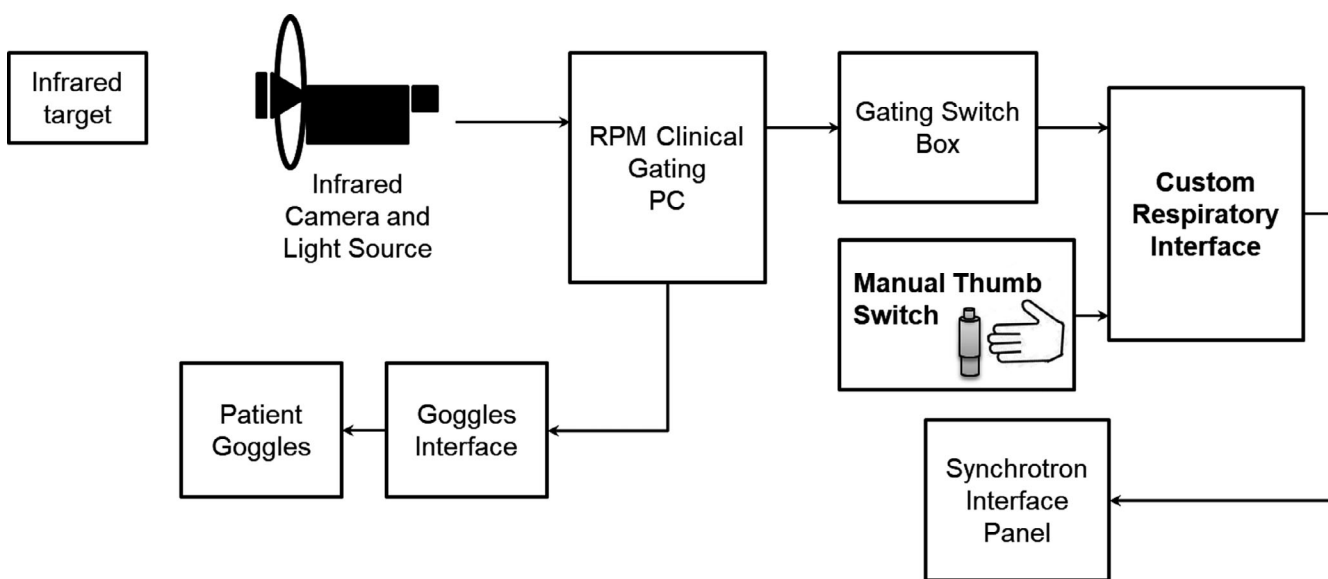 Infrared
target
Infrared
Camera and
Light Source
RPM Clinical
Gating
PC
Gating Switch
Box
Custom
Respiratory
Interface
Manual Thumb
Switch
Patient
Goggles
Goggles
Interface
Synchrotron
Interface
Panel